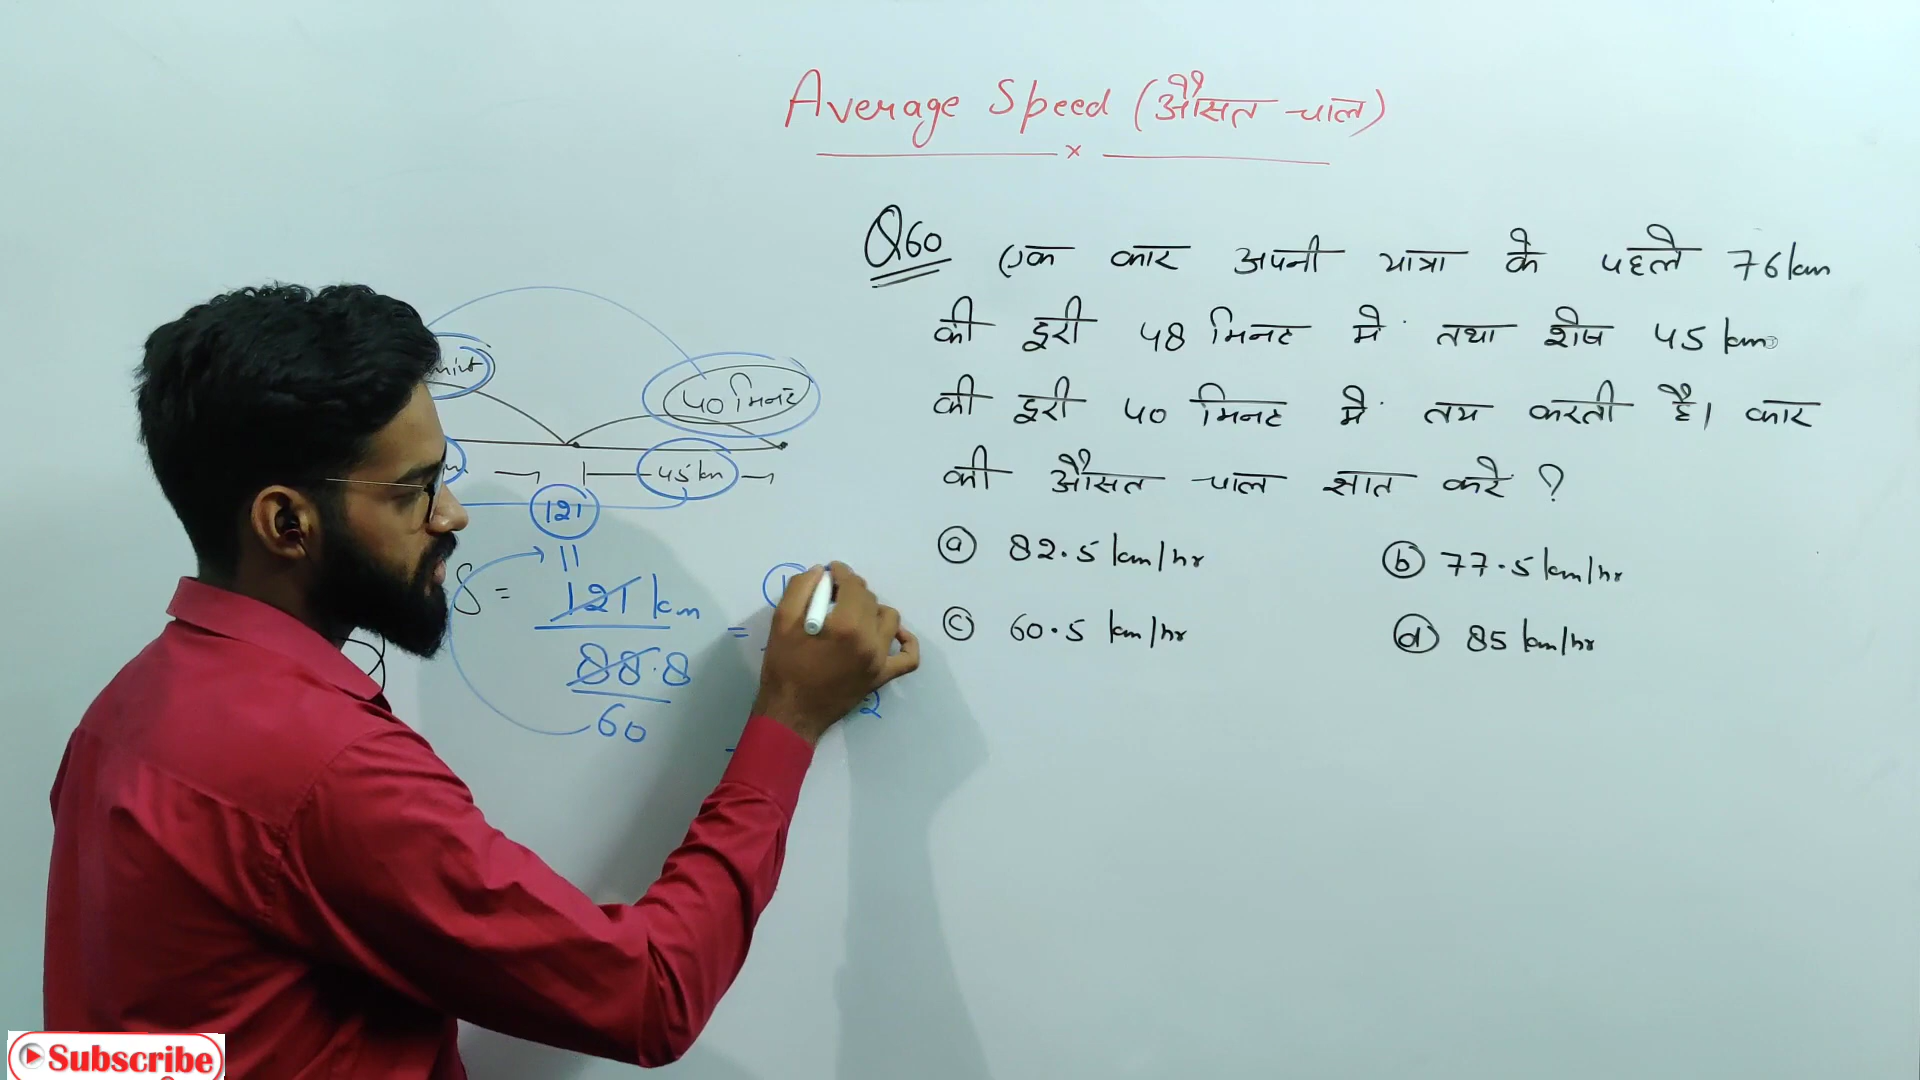 Average Speed (औसत चाल)
x
Q60 एक कार अपनी यात्रा के पहले 76 km
की दूरी 48 मिनट में तथा शेष 45 km
की दूरी 40 मिनट में तय करती है। कार
की औसत चाल ज्ञात करें ?
(a) 82.5 km/hr
(b) 77.5 km/hr
(c) 60.5 km/hr
(d) 85 km/hr
40 मिनट
45 km
121
11
S = 121 km =
88 8
60
2
Subscribe